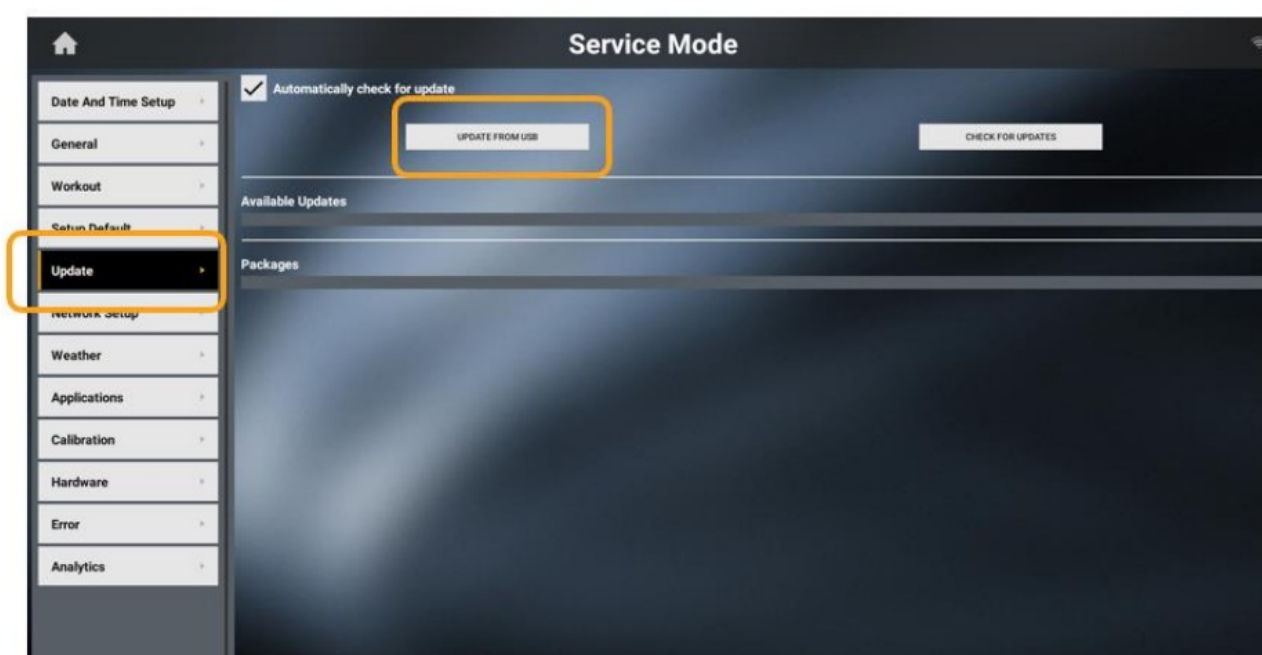 Service Mode
Date And Time Setup
General
Workout
Setup Default
Update
Network Setup
Weather
Applications
Calibration
Hardware
Error
Analytics
Automatically check for update
UPDATE FROM USB
CHECK FOR UPDATES
Available Updates
Packages